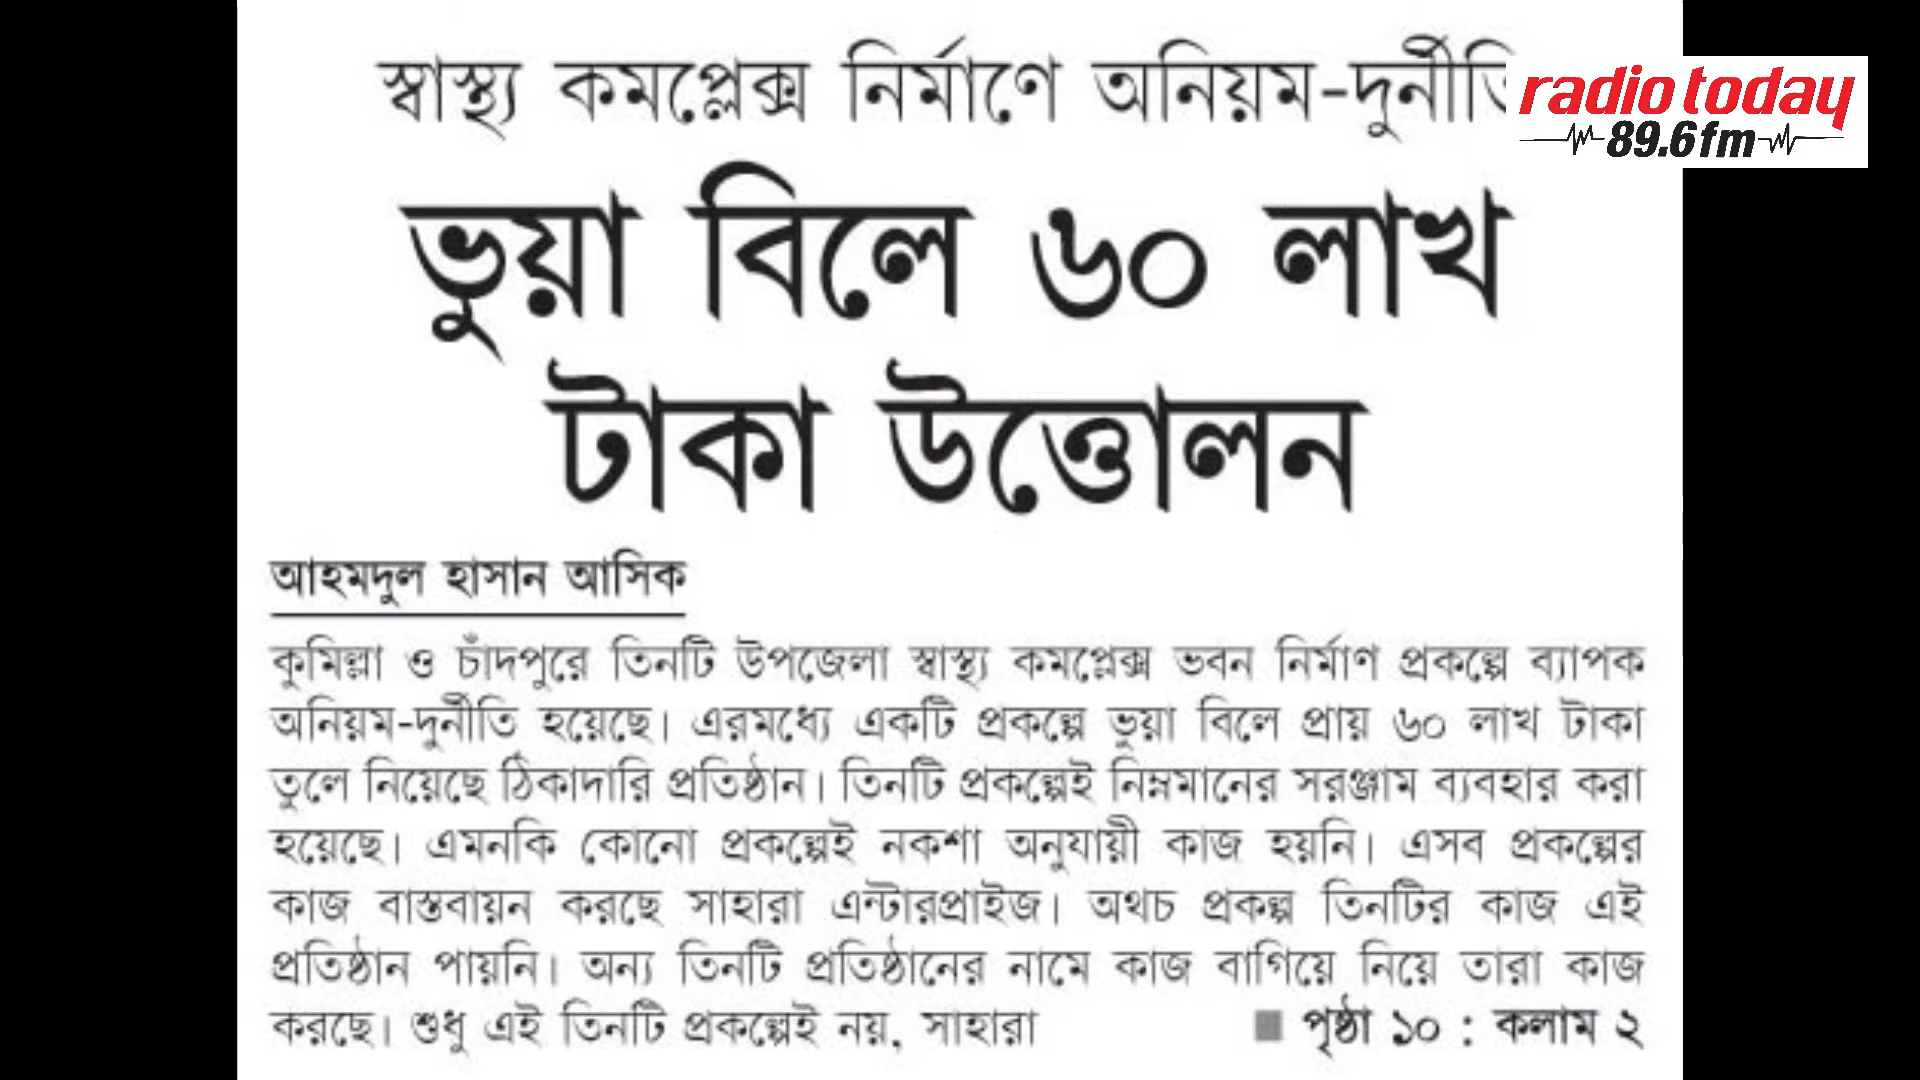 স্বাস্থ্য কমপ্লেক্স নির্মাণে অনিয়ম-দুর্নীতি
radio today
89.6 fm
ভুয়া বিলে ৬০ লাখ
টাকা উত্তোলন
আহমদুল হাসান আসিক
কুমিল্লা ও চাঁদপুরে তিনটি উপজেলা স্বাস্থ্য কমপ্লেক্স ভবন নির্মাণ প্রকল্পে ব্যাপক
অনিয়ম-দুর্নীতি হয়েছে। এরমধ্যে একটি প্রকল্পে ভুয়া বিলে প্রায় ৬০ লাখ টাকা
তুলে নিয়েছে ঠিকাদারি প্রতিষ্ঠান। তিনটি প্রকল্পেই নিম্নমানের সরঞ্জাম ব্যবহার করা
হয়েছে। এমনকি কোনো প্রকল্পেই নকশা অনুযায়ী কাজ হয়নি। এসব প্রকল্পের
কাজ বাস্তবায়ন করছে সাহারা এন্টারপ্রাইজ। অথচ প্রকল্প তিনটির কাজ এই
প্রতিষ্ঠান পায়নি। অন্য তিনটি প্রতিষ্ঠানের নামে কাজ বাগিয়ে নিয়ে তারা কাজ
করছে। শুধু এই তিনটি প্রকল্পেই নয়, সাহারা ■ পৃষ্ঠা ১০ : কলাম ২